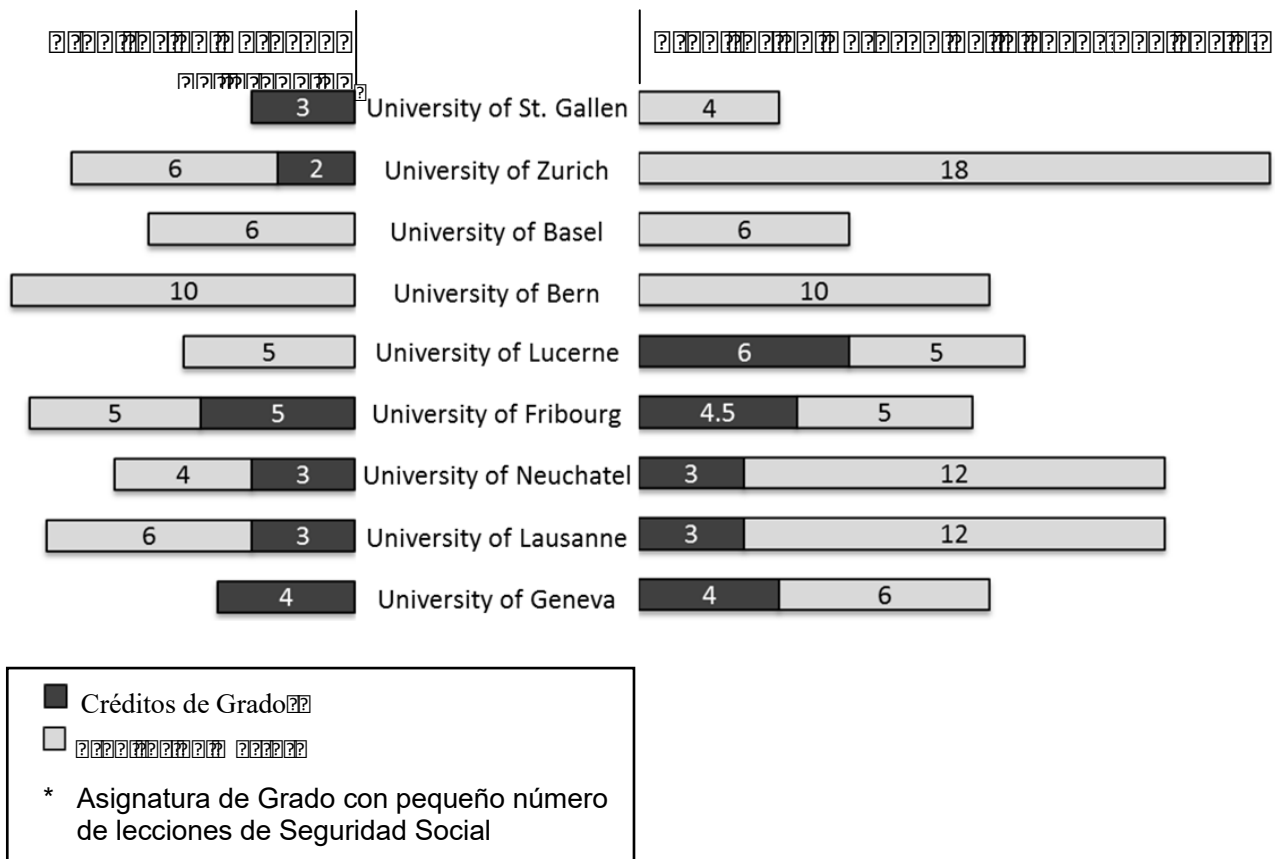 3 University of St. Gallen 4
6 2 University of Zurich 18
6 University of Basel 6
10 University of Bern 10
5 University of Lucerne 6 5
5 5 University of Fribourg 4.5 5
4 3 University of Neuchatel 3 12
6 3 University of Lausanne 3 12
4 University of Geneva 4 6
Créditos de Grado
* Asignatura de Grado con pequeño número
de lecciones de Seguridad Social